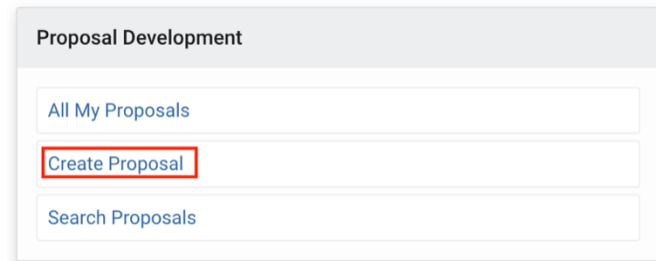 Proposal Development
All My Proposals
Create Proposal
Search Proposals